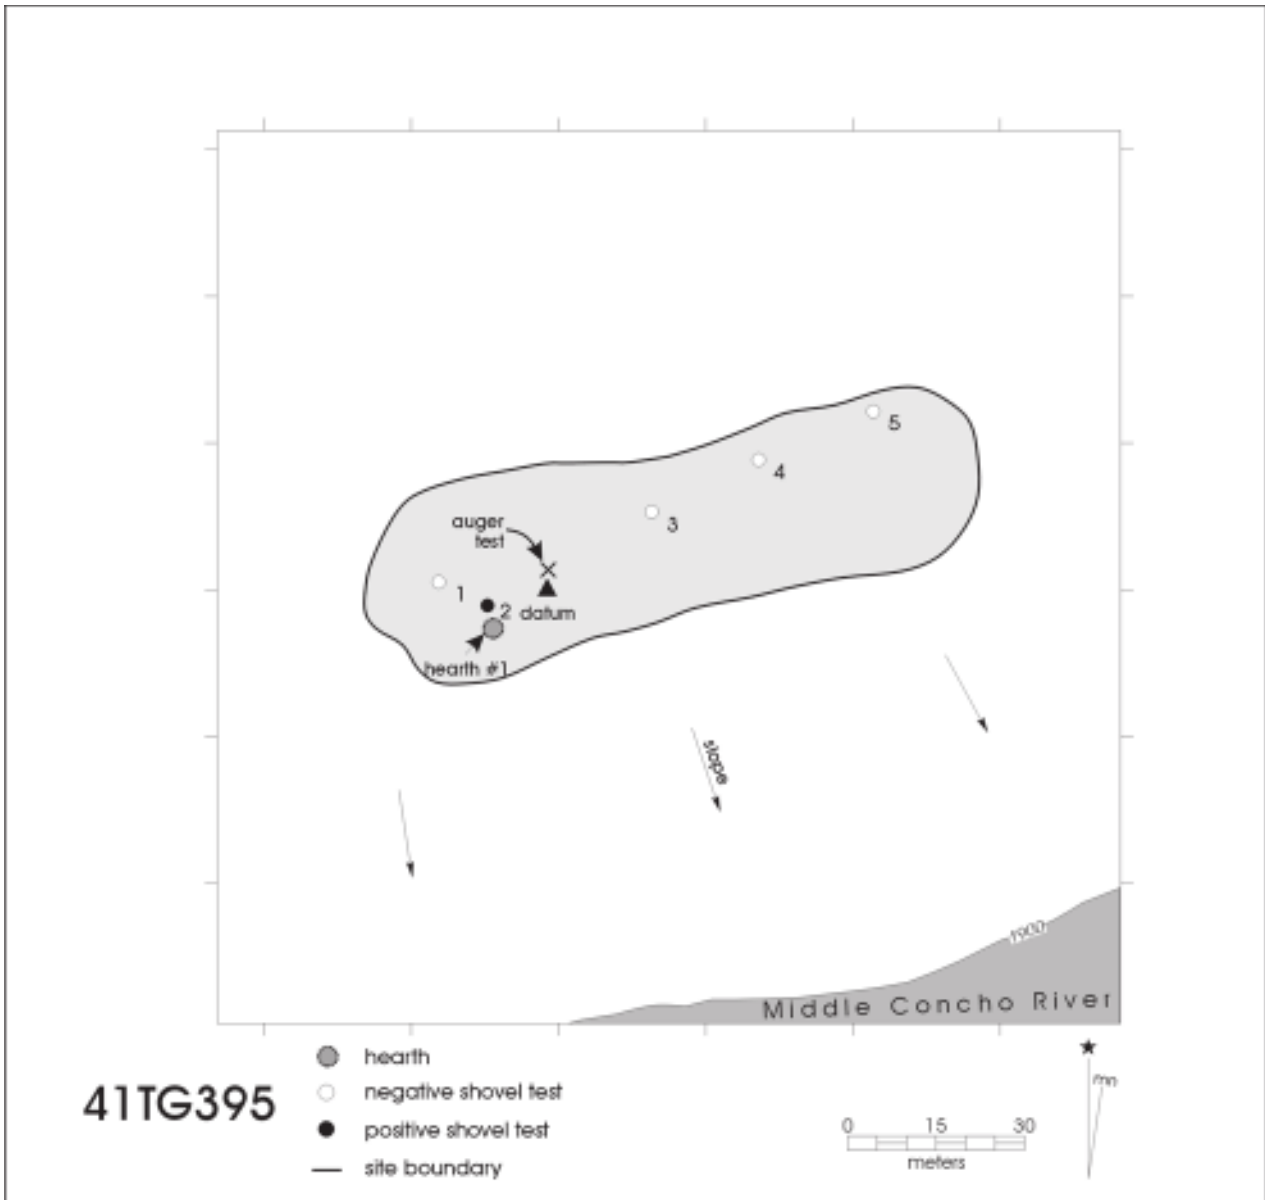 5
4
3
auger
test
1
2
datum
hearth #1
slope
1900
Middle Concho River
41TG395
hearth
negative shovel test
positive shovel test
site boundary
0 15 30
meters
mn